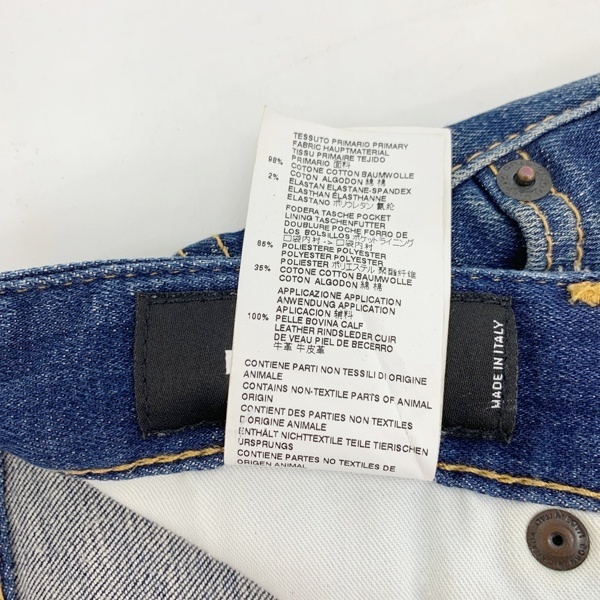 TESSUTO PRIMARIO PRIMARY
FABRIC HAUPTMATERIAL
TISSU PRIMAIRE TEJIDO
PRIMARIO 面料
98% COTONE COTTON BAUMWOLLE
COTON ALGODON 綿 棉
2% ELASTAN ELASTANE-SPANDEX
ELASTHAN ÉLASTHANNE
ELASTANO ポリウレタン 氨纶
FODERA TASCHE POCKET
LINING TASCHENFUTTER
DOUBLURE POCHE FORRO DE
LOS BOLSILLOS ポケットライニング
口袋内衬 -> 口袋内衬
65% POLIESTERE POLYESTER
POLYESTER POLYESTER
POLIESTER ポリエステル 聚酯纤维
35% COTONE COTTON BAUMWOLLE
COTON ALGODON 綿 棉
APPLICAZIONE APPLICATION
ANWENDUNG APPLICATION
APLICACION 辅料
100% PELLE BOVINA CALF
LEATHER RINDSLEDER CUIR
DE VEAU PIEL DE BECERRO
牛革 牛皮革
CONTIENE PARTI NON TESSILI DI ORIGINE
ANIMALE
CONTAINS NON-TEXTILE PARTS OF ANIMAL
ORIGIN
CONTIENT DES PARTIES NON TEXTILES
D'ORIGINE ANIMALE
ENTHÄLT NICHTTEXTILE TEILE TIERISCHEN
URSPRUNGS
CONTIENE PARTES NO TEXTILES DE
ORIGEN ANIMAL
MADE IN ITALY